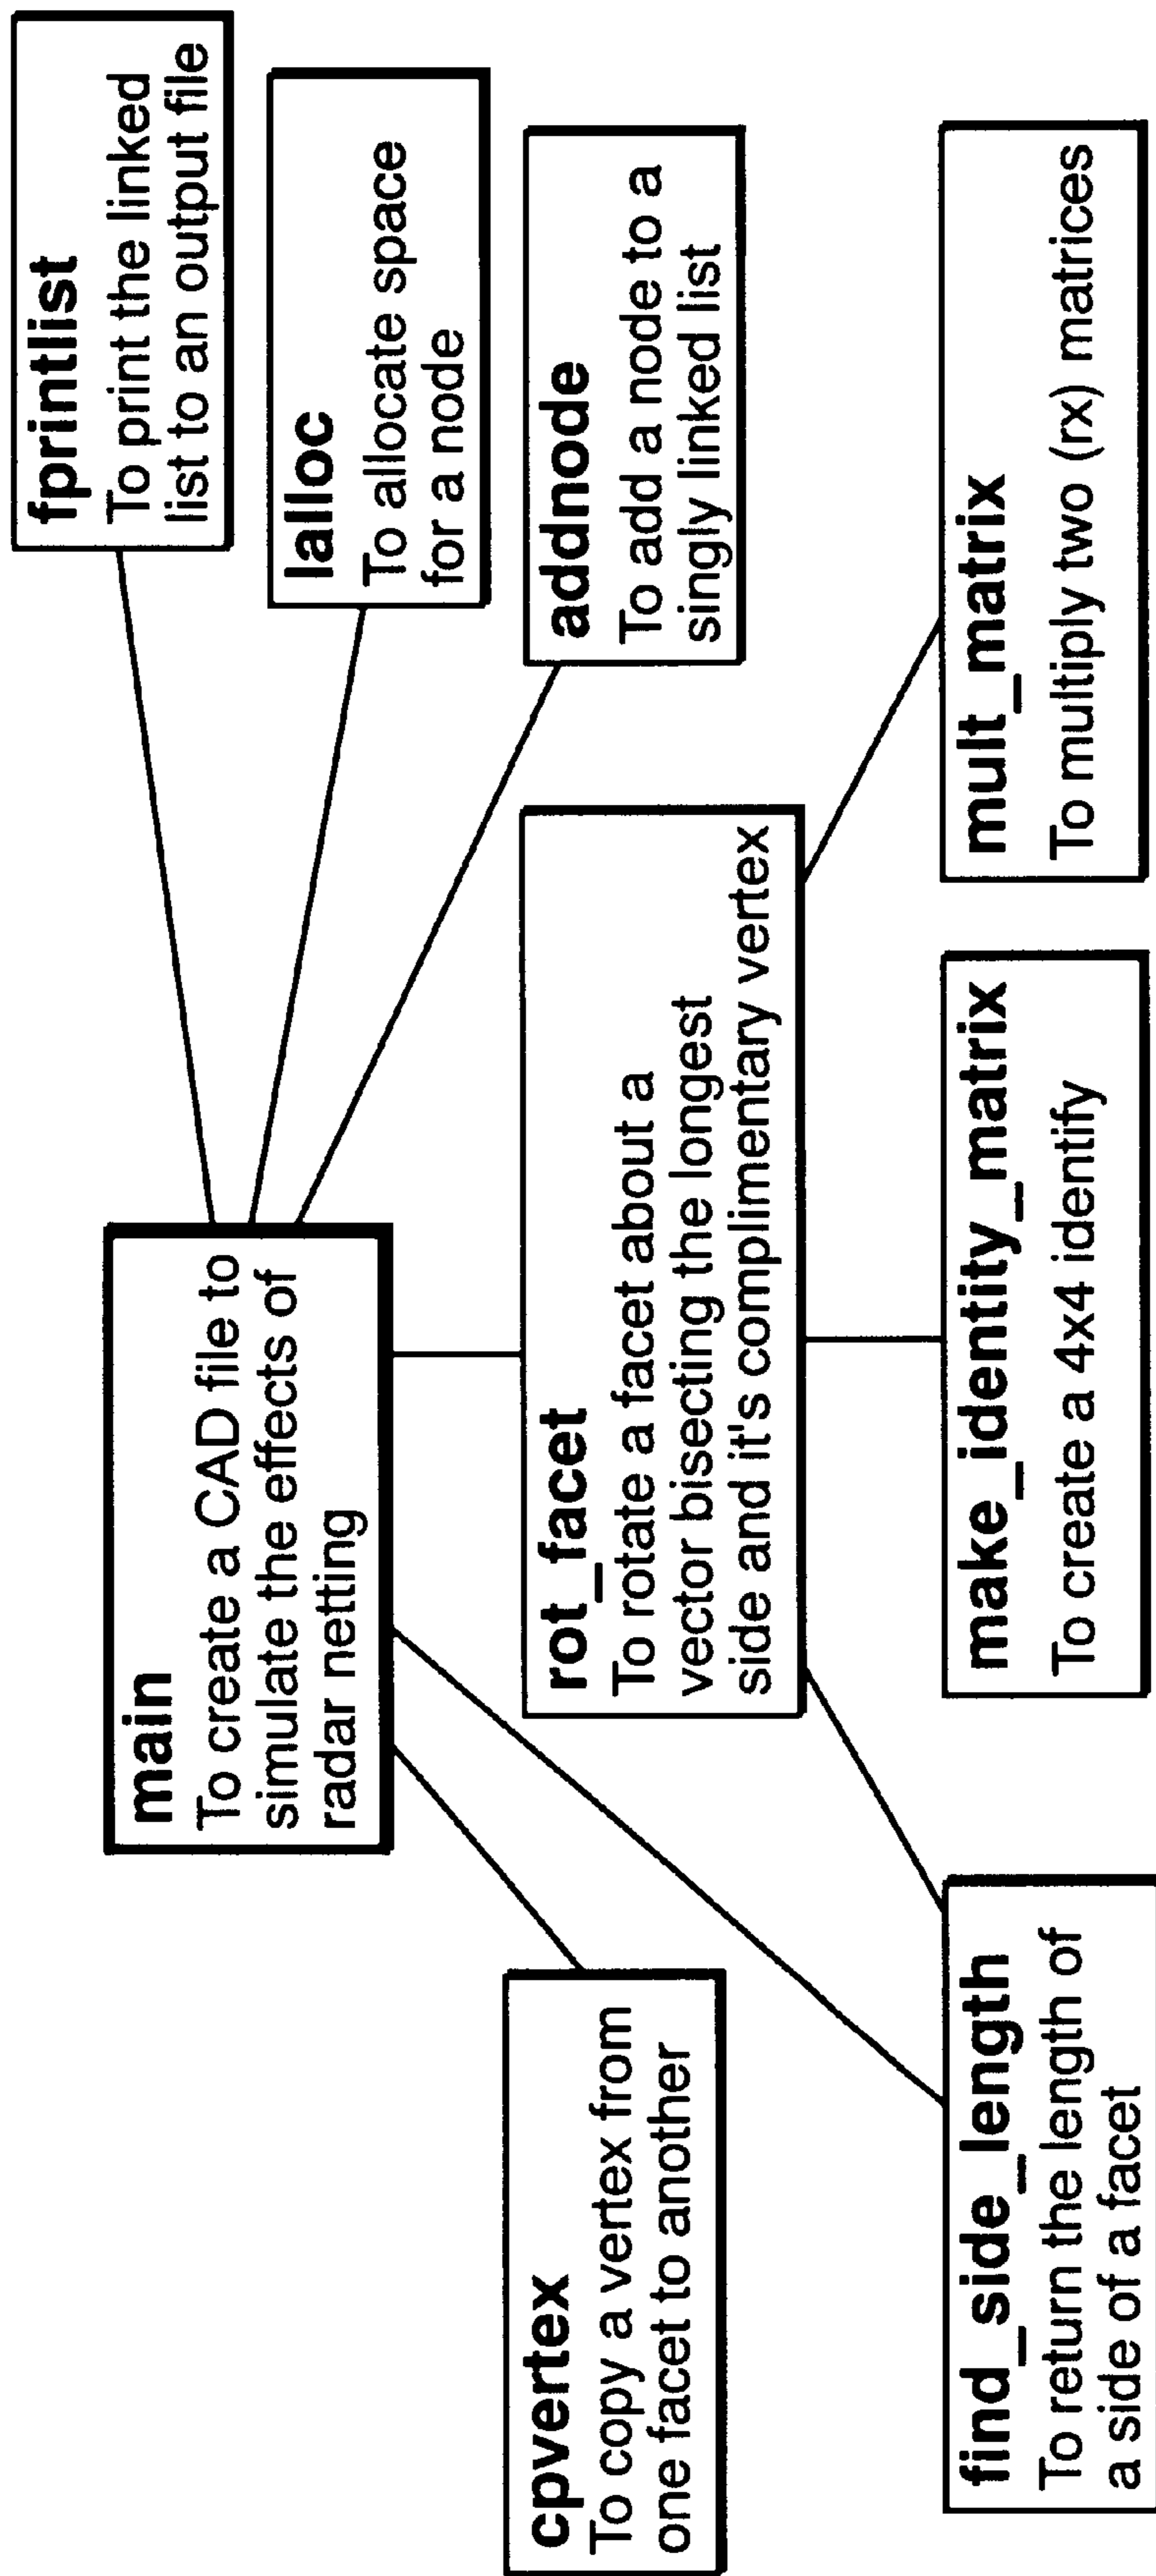 fprintlist
To print the linked
list to an output file
main
To create a CAD file to
simulate the effects of
radar netting
lalloc
To allocate space
for a node
addnode
To add a node to a
singly linked list
cpvertex
To copy a vertex from
one facet to another
rot_facet
To rotate a facet about a
vector bisecting the longest
side and it's complimentary vertex
find_side_length
To return the length of
a side of a facet
make_identity_matrix
To create a 4x4 identify
mult_matrix
To multiply two (rx) matrices